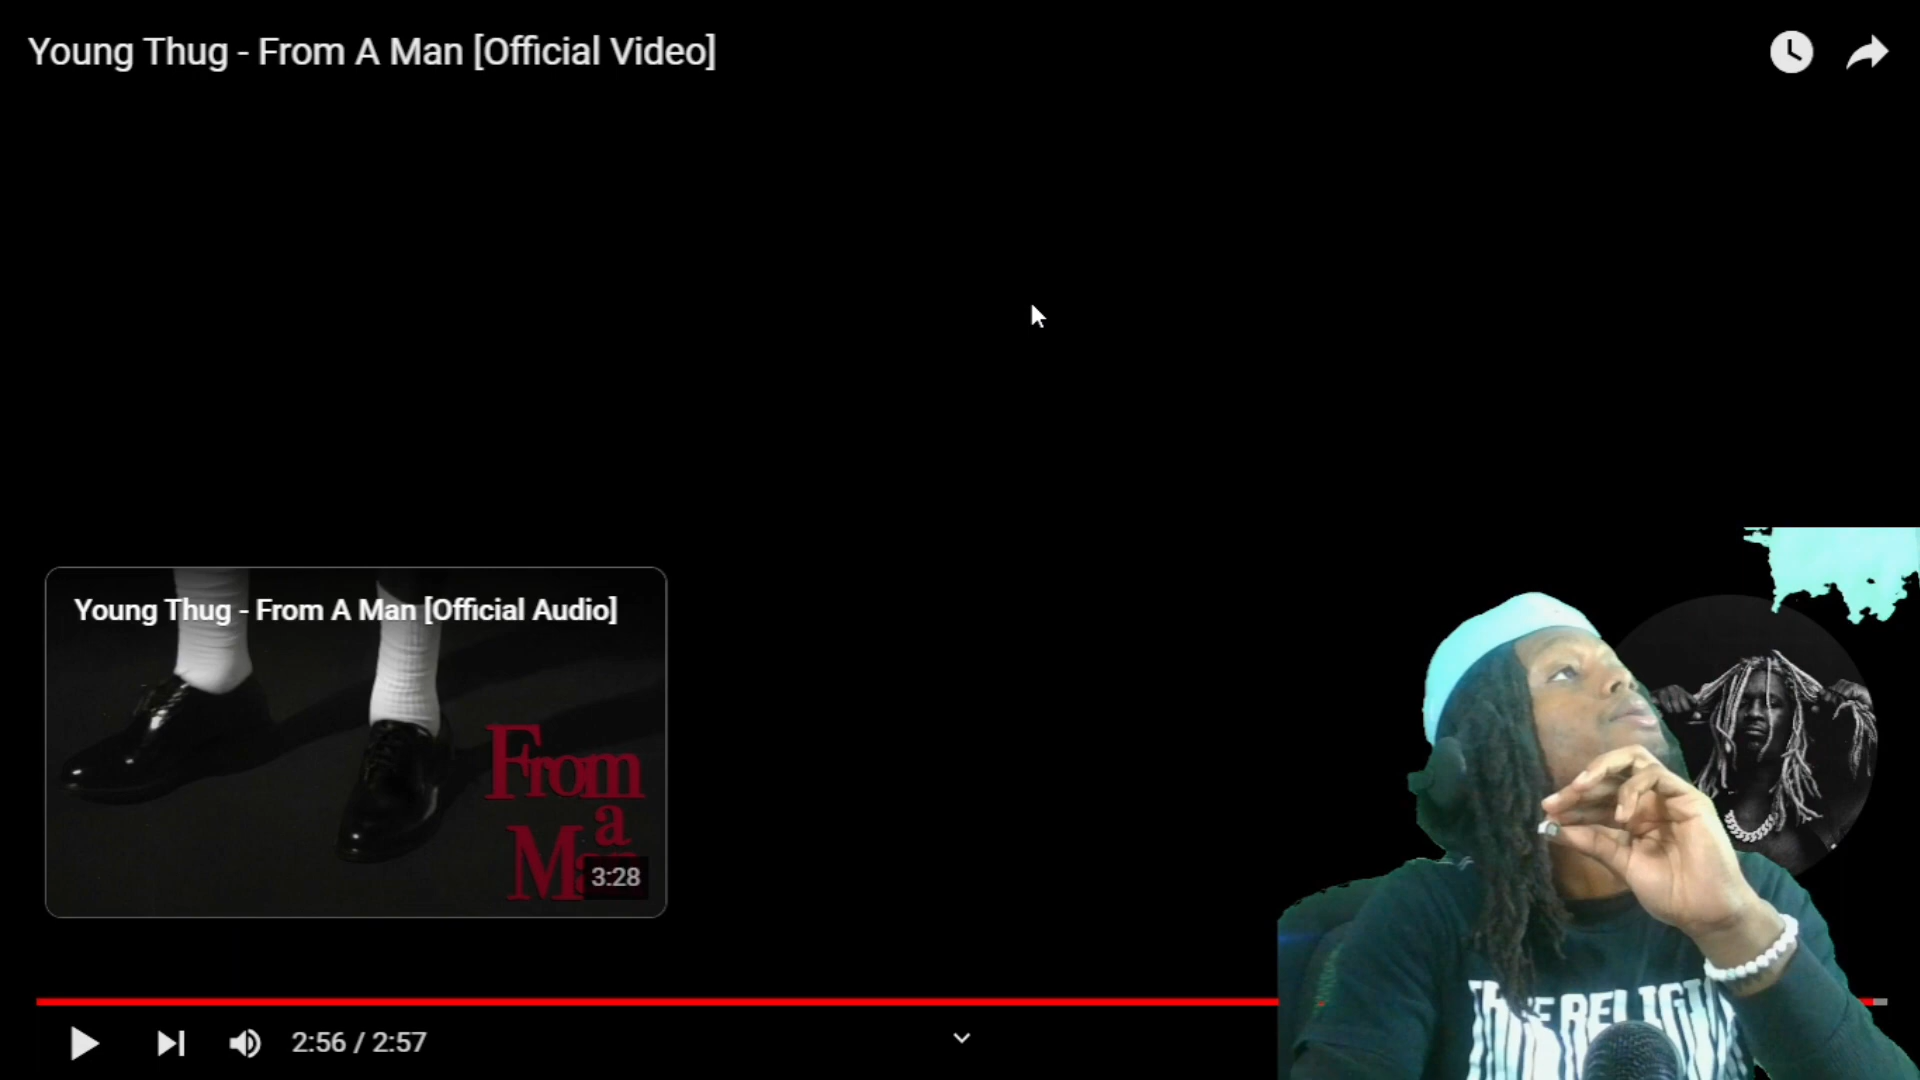 Young Thug - From A Man [Official Video]
Young Thug - From A Man [Official Audio]
From
a
3:28
2:56 / 2:57
RELIGI